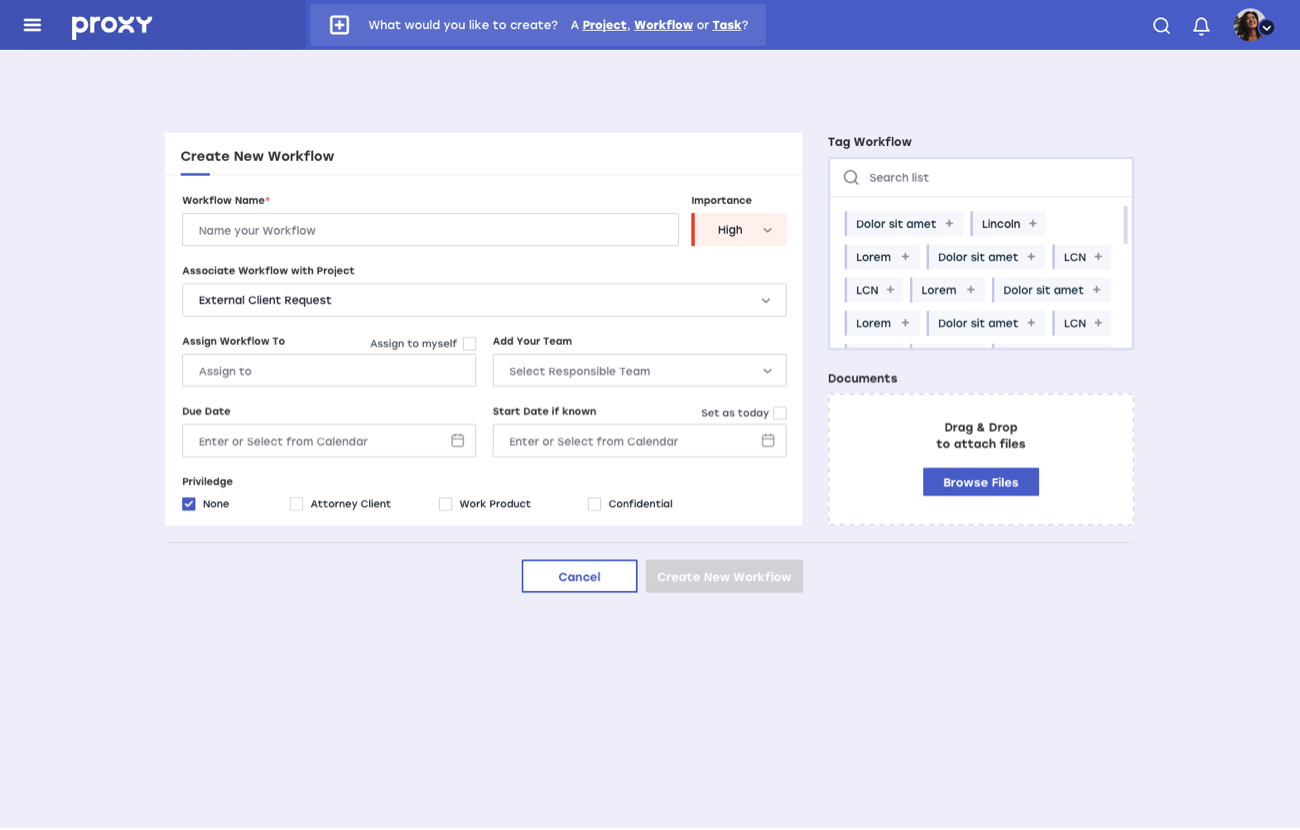 proxy
What would you like to create? A Project, Workflow or Task?
Create New Workflow
Workflow Name*
Importance
Name your Workflow
High
Associate Workflow with Project
External Client Request
Assign Workflow To
Assign to myself
Add Your Team
Assign to
Select Responsible Team
Due Date
Start Date if known
Set as today
Enter or Select from Calendar
Enter or Select from Calendar
Priviledge
None
Attorney Client
Work Product
Confidential
Tag Workflow
Search list
Dolor sit amet + Lincoln +
Lorem + Dolor sit amet + LCN +
LCN + Lorem + Dolor sit amet +
Lorem + Dolor sit amet + LCN +
Documents
Drag & Drop
to attach files
Browse Files
Cancel
Create New Workflow